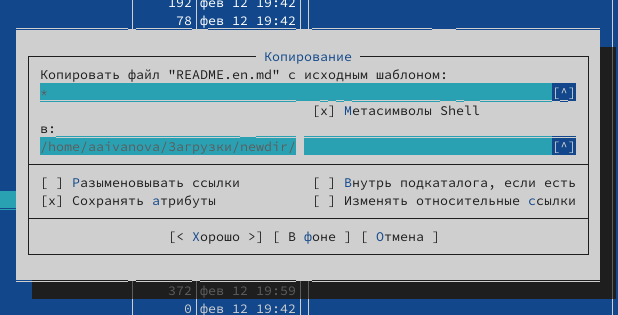 192 фев 12 19:42
78 фев 12 19:42
Копирование
Копировать файл "README.en.md" с исходным шаблоном:
* [^]
[x] Метасимволы Shell
в:
/home/aaivanova/Загрузки/newdir/ [^]
[ ] Разыменовывать ссылки [ ] Внутрь подкаталога, если есть
[x] Сохранять атрибуты [ ] Изменять относительные ссылки
[< Хорошо >] [ В фоне ] [ Отмена ]
372 фев 12 19:59
0 фев 12 19:42